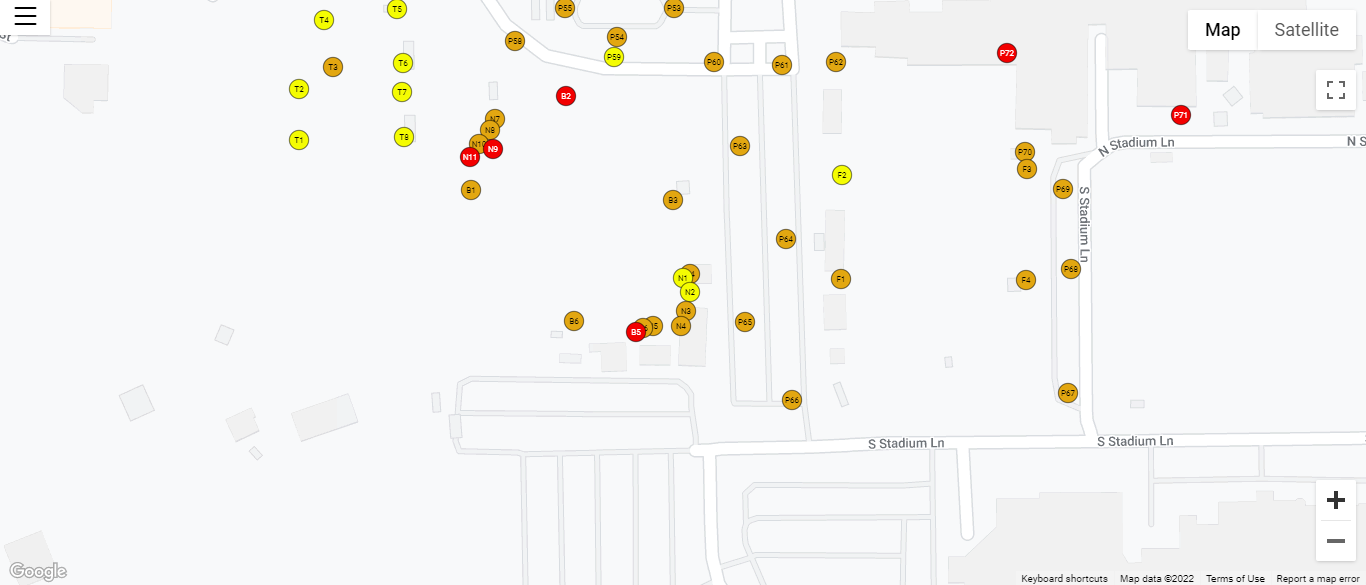 T4
T5
P55
P53
Map
Satellite
P58
P54
P59
T3
T6
P60
P61
P62
P72
T2
T7
B2
N7
P71
N8
T1
T8
N10
N9
N11
P63
P70
F3
N Stadium Ln
N S
B1
F2
P69
B3
S Stadium Ln
P64
N1
N2
F1
P68
F4
N3
N4
B6
B5
P65
P66
P67
S Stadium Ln
S Stadium Ln
Google
Keyboard shortcuts
Map data ©2022
Terms of Use
Report a map error